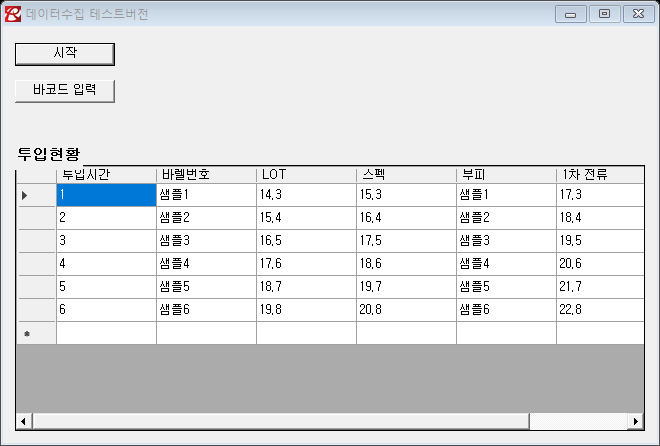 데이터수집 테스트버전
시작
바코드 입력
투입현황
투입시간 바렐번호 LOT 스펙 부피 1차 전류
1 샘플1 14,3 15,3 샘플1 17,3
2 샘플2 15,4 16,4 샘플2 18,4
3 샘플3 16,5 17,5 샘플3 19,5
4 샘플4 17,6 18,6 샘플4 20,6
5 샘플5 18,7 19,7 샘플5 21,7
6 샘플6 19,8 20,8 샘플6 22,8